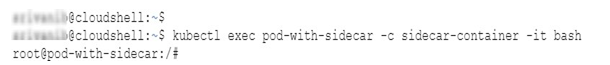 @cloudshell:~$
@cloudshell:~$ kubectl exec pod-with-sidecar -c sidecar-container -it bash
root@pod-with-sidecar:/#